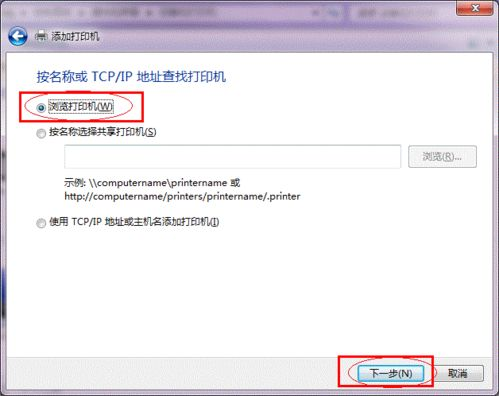 添加打印机
按名称或 TCP/IP 地址查找打印机
浏览打印机(W)
按名称选择共享打印机(S)
浏览(R)...
示例: \\computername\printername 或
http://computername/printers/printername/.printer
使用 TCP/IP 地址或主机名添加打印机(I)
下一步(N)
取消